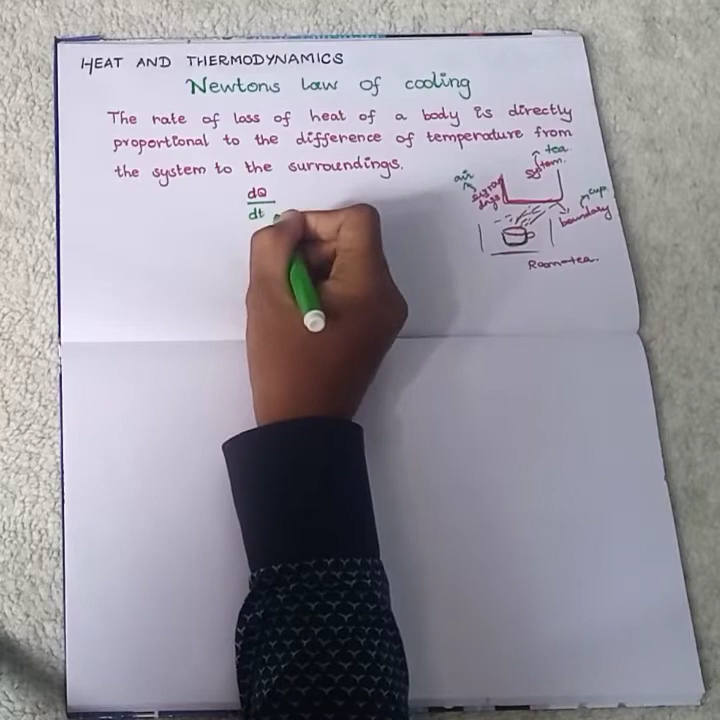 HEAT AND THERMODYNAMICS
Newtons law of cooling
The rate of loss of heat of a body is directly
proportional to the difference of temperature from
the system to the surroundings.
tea
system.
air
cup
boundary
dQ
dt
Room-tea.